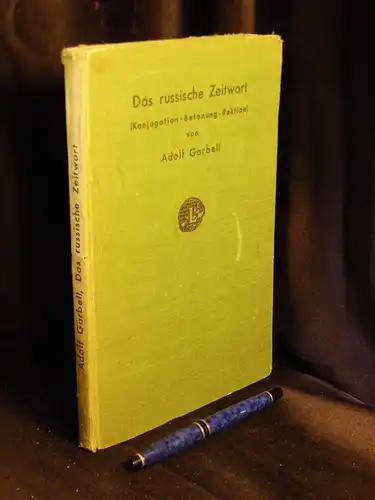 Das russische Zeitwort
(Konjugation - Betonung - Rektion)
von
Adolf Garbell
L
Adolf Garbell, Das russische Zeitwort